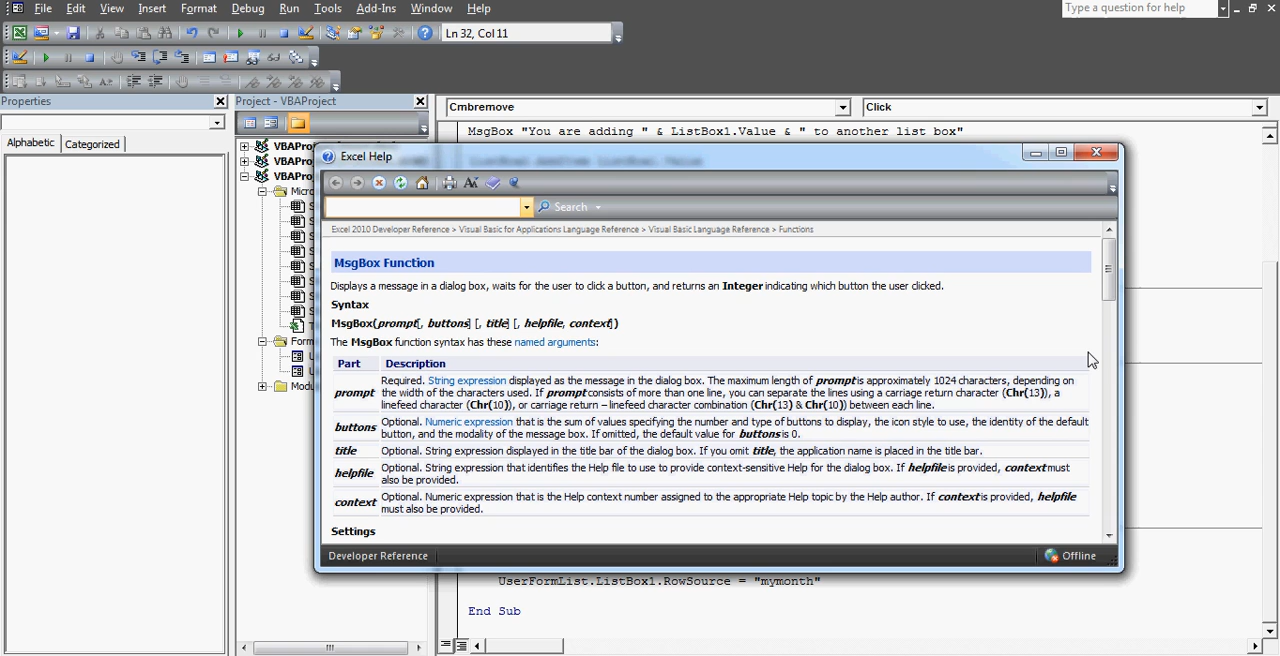 File Edit View Insert Format Debug Run Tools Add-Ins Window Help
Type a question for help
Ln 32, Col 11
Properties
Project - VBAProject
Cmbremove
Click
Alphabetic Categorized
MsgBox "You are adding " & ListBox1.Value & " to another list box"
VBAProj
VBAProj
VBAProj
Micr
Form
Modu
Excel Help
Search
Excel 2010 Developer Reference > Visual Basic for Applications Language Reference > Visual Basic Language Reference > Functions
MsgBox Function
Displays a message in a dialog box, waits for the user to click a button, and returns an Integer indicating which button the user clicked.
Syntax
MsgBox(prompt[, buttons] [, title] [, helpfile, context])
The MsgBox function syntax has these named arguments:
Part Description
prompt Required. String expression displayed as the message in the dialog box. The maximum length of prompt is approximately 1024 characters, depending on
the width of the characters used. If prompt consists of more than one line, you can separate the lines using a carriage return character (Chr(13)), a
linefeed character (Chr(10)), or carriage return – linefeed character combination (Chr(13) & Chr(10)) between each line.
buttons Optional. Numeric expression that is the sum of values specifying the number and type of buttons to display, the icon style to use, the identity of the default
button, and the modality of the message box. If omitted, the default value for buttons is 0.
title Optional. String expression displayed in the title bar of the dialog box. If you omit title, the application name is placed in the title bar.
helpfile Optional. String expression that identifies the Help file to use to provide context-sensitive Help for the dialog box. If helpfile is provided, context must
also be provided.
context Optional. Numeric expression that is the Help context number assigned to the appropriate Help topic by the Help author. If context is provided, helpfile
must also be provided.
Settings
Developer Reference
Offline
UserFormList.ListBox1.RowSource = "mymonth"
End Sub